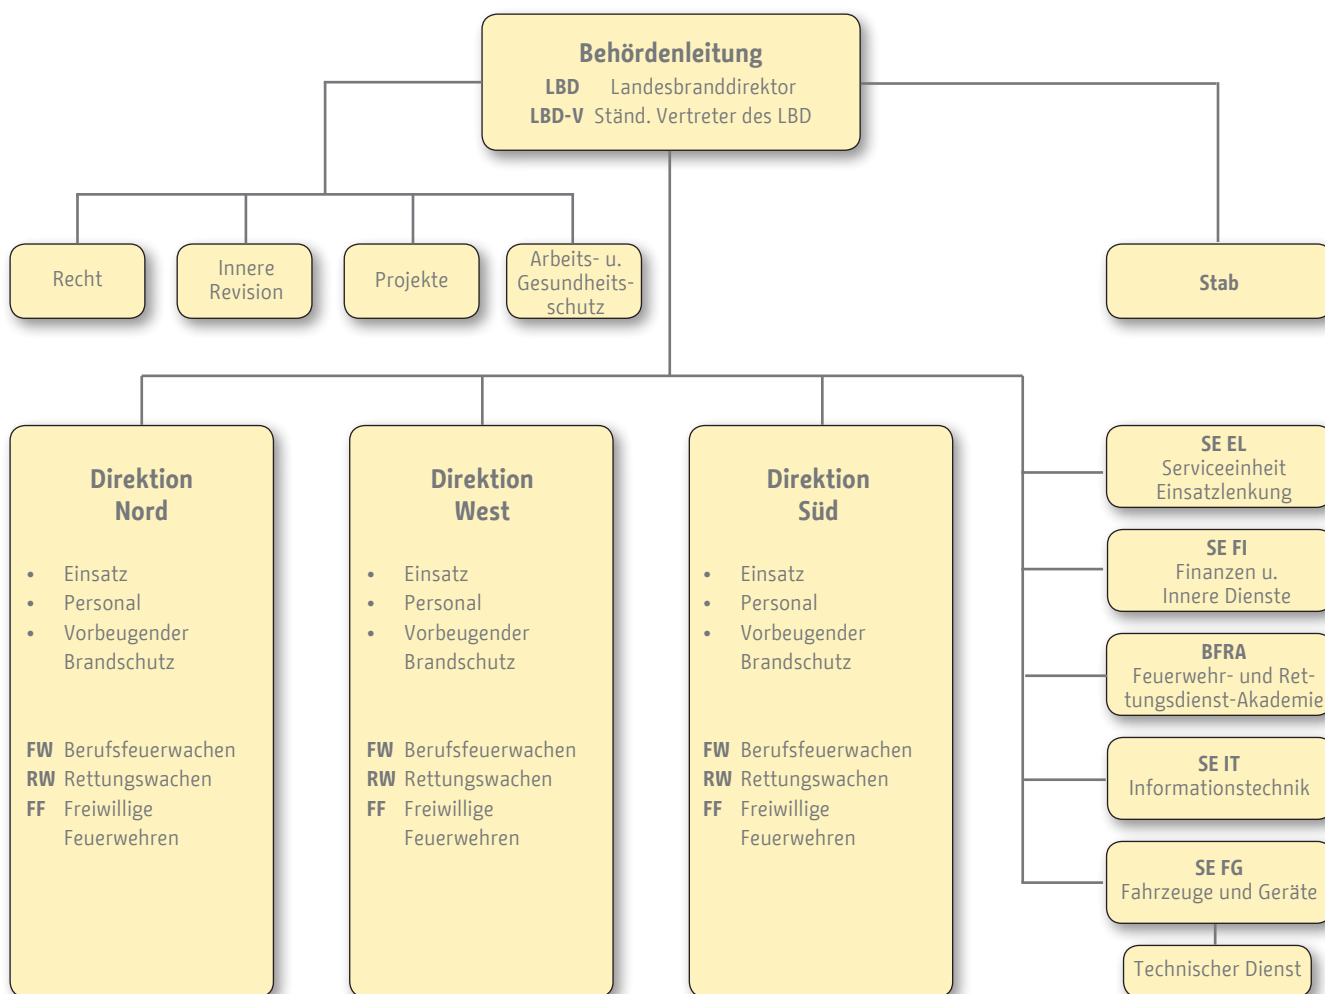 Behördenleitung
LBD Landesbranddirektor
LBD-V Ständ. Vertreter des LBD
Recht
Innere
Revision
Projekte
Arbeits- u.
Gesundheits-
schutz
Stab
Direktion
Nord
• Einsatz
• Personal
• Vorbeugender
Brandschutz
FW Berufsfeuerwachen
RW Rettungswachen
FF Freiwillige
Feuerwehren
Direktion
West
• Einsatz
• Personal
• Vorbeugender
Brandschutz
FW Berufsfeuerwachen
RW Rettungswachen
FF Freiwillige
Feuerwehren
Direktion
Süd
• Einsatz
• Personal
• Vorbeugender
Brandschutz
FW Berufsfeuerwachen
RW Rettungswachen
FF Freiwillige
Feuerwehren
SE EL
Serviceeinheit
Einsatzlenkung
SE FI
Finanzen u.
Innere Dienste
BFRA
Feuerwehr- und Ret-
tungsdienst-Akademie
SE IT
Informationstechnik
SE FG
Fahrzeuge und Geräte
Technischer Dienst